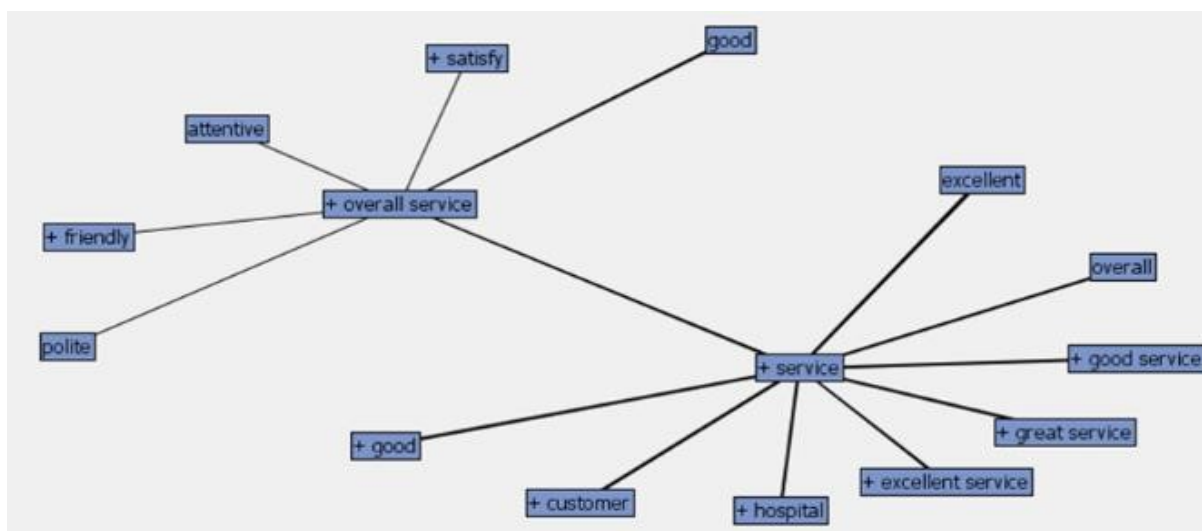 good
+ satisfy
attentive
excellent
+ overall service
+ friendly
overall
polite
+ good service
+ service
+ great service
+ good
+ excellent service
+ customer
+ hospital